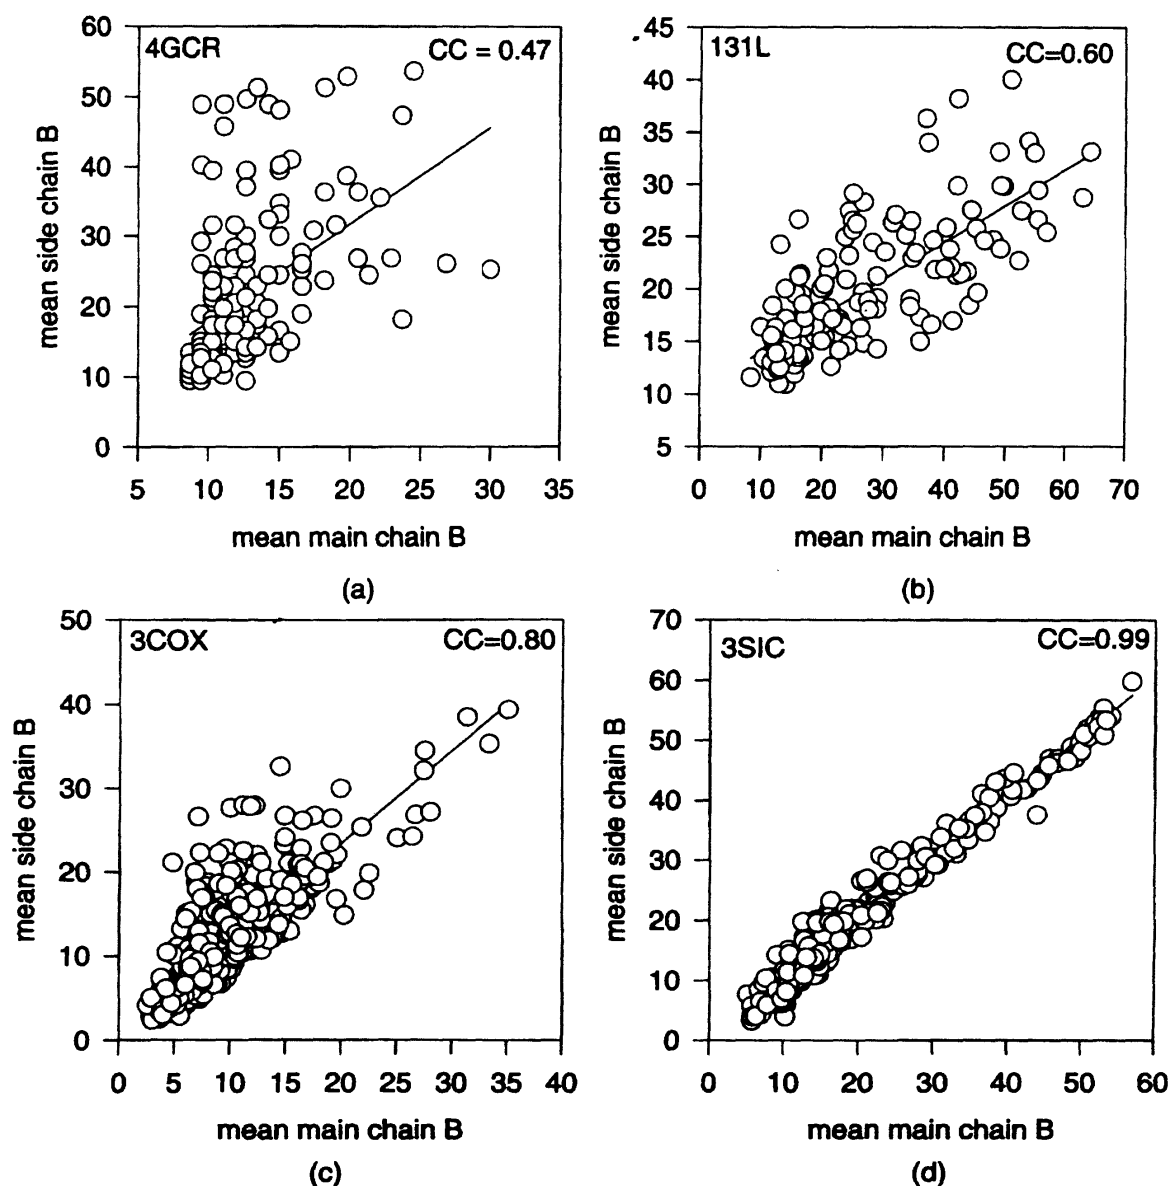 4GCR CC = 0.47
60
50
40
30
20
10
0
mean side chain B
5 10 15 20 25 30 35
mean main chain B
(a)
131L CC=0.60
45
40
35
30
25
20
15
10
5
mean side chain B
0 10 20 30 40 50 60 70
mean main chain B
(b)
3COX CC=0.80
50
40
30
20
10
0
mean side chain B
0 5 10 15 20 25 30 35 40
mean main chain B
(c)
3SIC CC=0.99
70
60
50
40
30
20
10
0
mean side chain B
0 10 20 30 40 50 60
mean main chain B
(d)